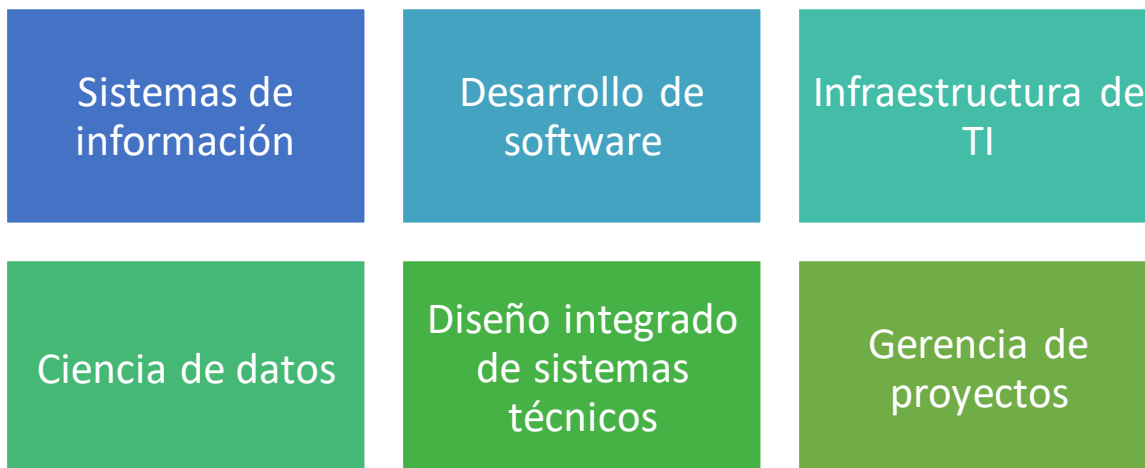 Sistemas de
información
Desarrollo de
software
Infraestructura de
TI
Ciencia de datos
Diseño integrado
de sistemas
técnicos
Gerencia de
proyectos